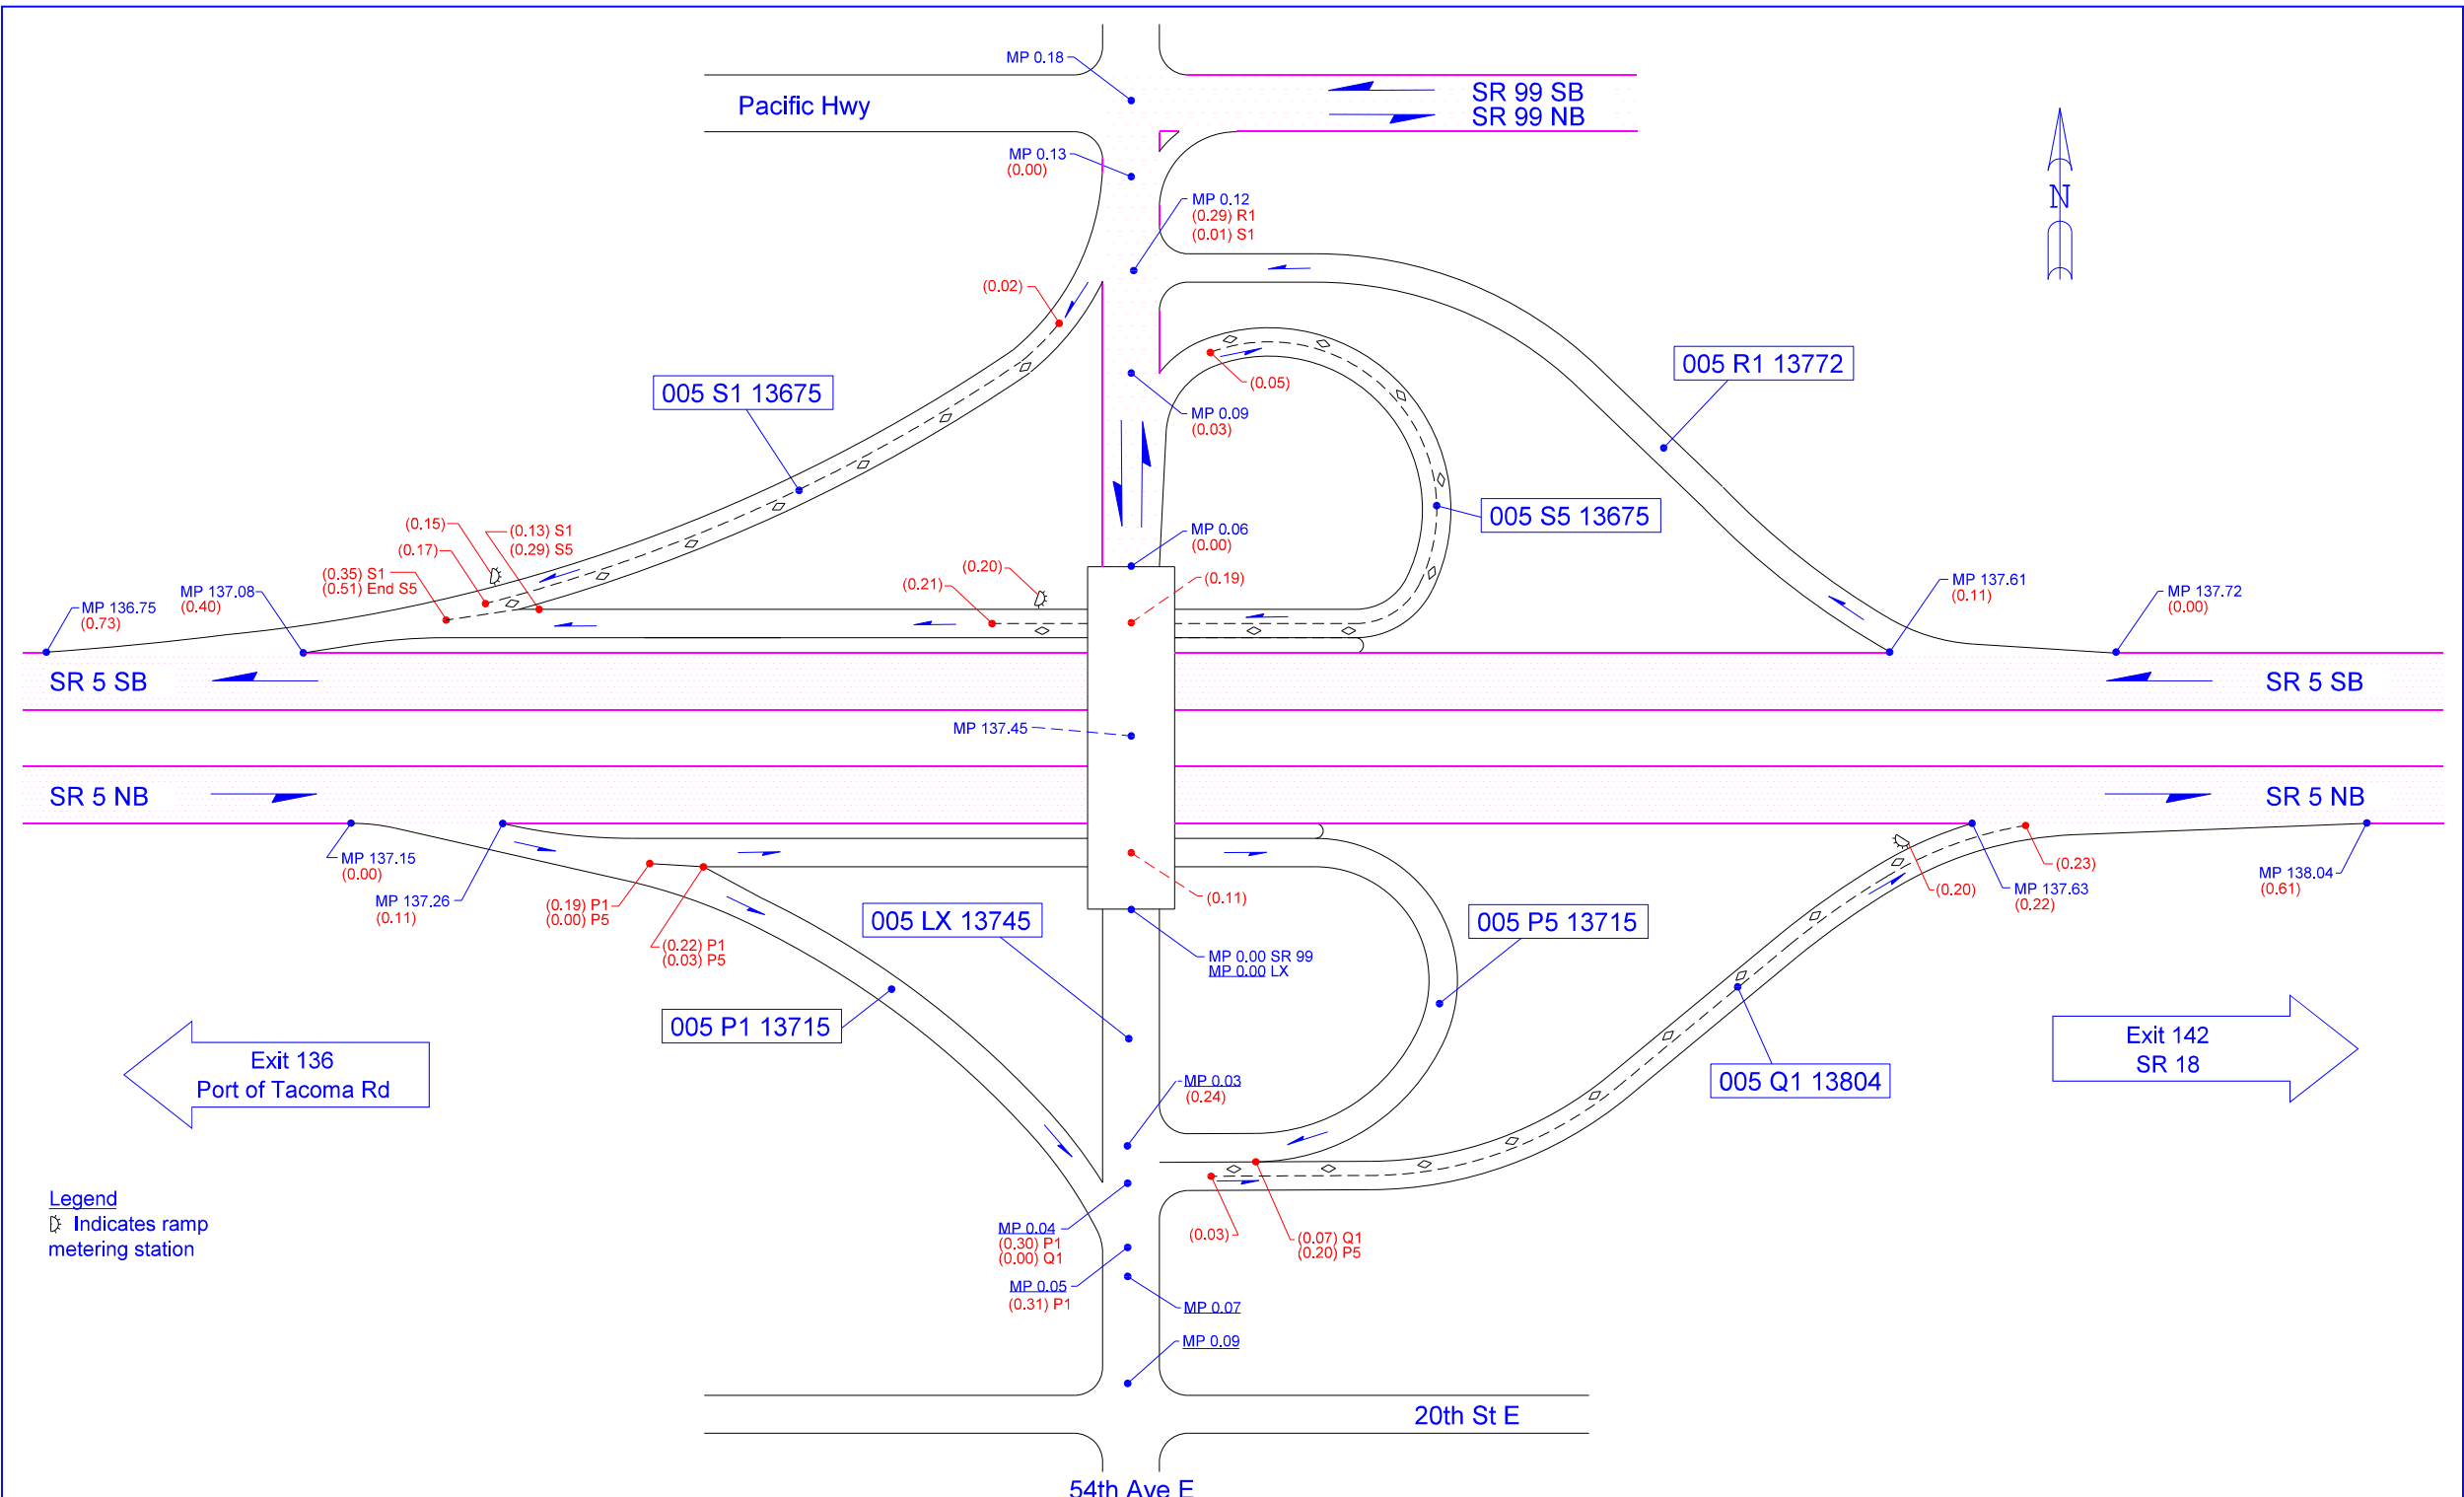 MP 0.18
Pacific Hwy
SR 99 SB
SR 99 NB
MP 0.13
(0.00)
MP 0.12
(0.29) R1
(0.01) S1
N
(0.02)
005 S1 13675
005 R1 13772
(0.05)
MP 0.09
(0.03)
005 S5 13675
(0.15)
(0.17)
(0.13) S1
(0.29) S5
MP 0.06
(0.00)
(0.35) S1
(0.51) End S5
(0.21)
(0.20)
(0.19)
MP 136.75
(0.73)
MP 137.08
(0.40)
MP 137.61
(0.11)
MP 137.72
(0.00)
SR 5 SB
SR 5 SB
MP 137.45
SR 5 NB
SR 5 NB
MP 137.15
(0.00)
MP 137.26
(0.11)
(0.19) P1
(0.00) P5
(0.22) P1
(0.03) P5
(0.11)
(0.20)
MP 137.63
(0.22)
(0.23)
MP 138.04
(0.61)
005 LX 13745
005 P5 13715
MP 0.00 SR 99
MP 0.00 LX
005 P1 13715
Exit 136
Port of Tacoma Rd
Exit 142
SR 18
005 Q1 13804
MP 0.03
(0.24)
Legend
Indicates ramp
metering station
MP 0.04
(0.30) P1
(0.00) Q1
(0.03)
(0.07) Q1
(0.20) P5
MP 0.05
(0.31) P1
MP 0.07
MP 0.09
20th St E
54th Ave E